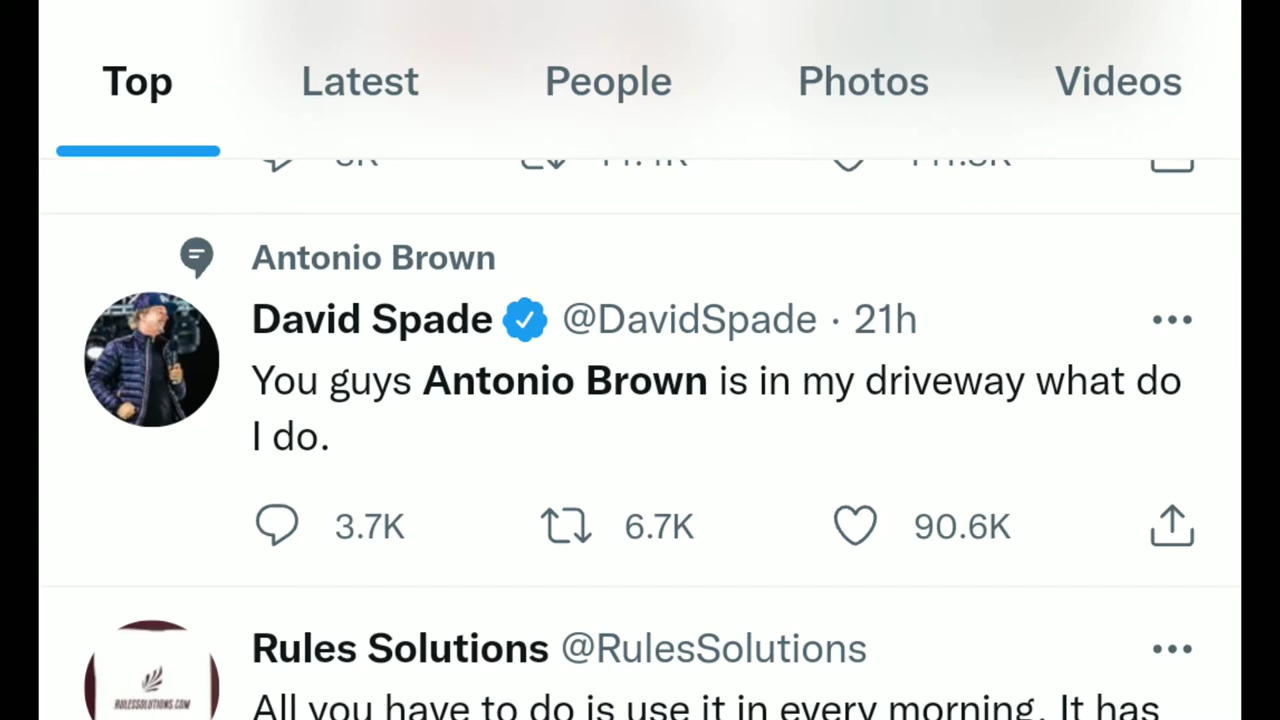 Top Latest People Photos Videos
Antonio Brown
David Spade @DavidSpade · 21h
You guys Antonio Brown is in my driveway what do
I do.
3.7K 6.7K 90.6K
Rules Solutions @RulesSolutions
RULESSOLUTIONS.COM
All you have to do is use it in every morning. It has